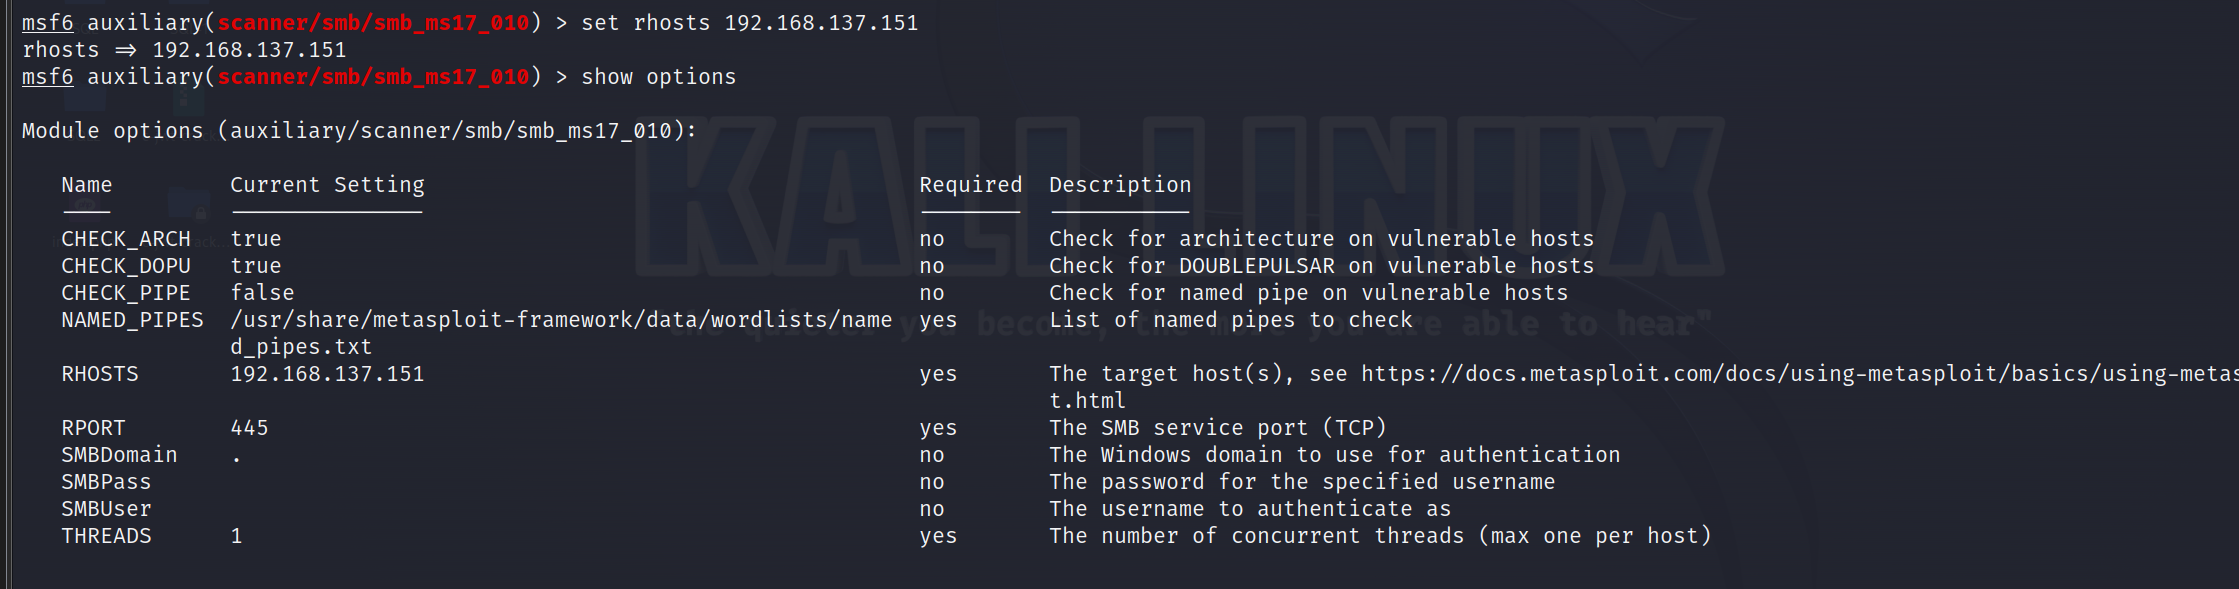 msf6 auxiliary(scanner/smb/smb_ms17_010) > set rhosts 192.168.137.151
rhosts => 192.168.137.151
msf6 auxiliary(scanner/smb/smb_ms17_010) > show options
KALI LINUX
Module options (auxiliary/scanner/smb/smb_ms17_010):
Name Current Setting Required Description
CHECK_ARCH true no Check for architecture on vulnerable hosts
CHECK_DOPU true no Check for DOUBLEPULSAR on vulnerable hosts
CHECK_PIPE false no Check for named pipe on vulnerable hosts
NAMED_PIPES /usr/share/metasploit-framework/data/wordlists/name yes List of named pipes to check
d_pipes.txt
RHOSTS 192.168.137.151 yes The target host(s), see https://docs.metasploit.com/docs/using-metasploit/basics/using-metas
t.html
RPORT 445 yes The SMB service port (TCP)
SMBDomain . no The Windows domain to use for authentication
SMBPass no The password for the specified username
SMBUser no The username to authenticate as
THREADS 1 yes The number of concurrent threads (max one per host)